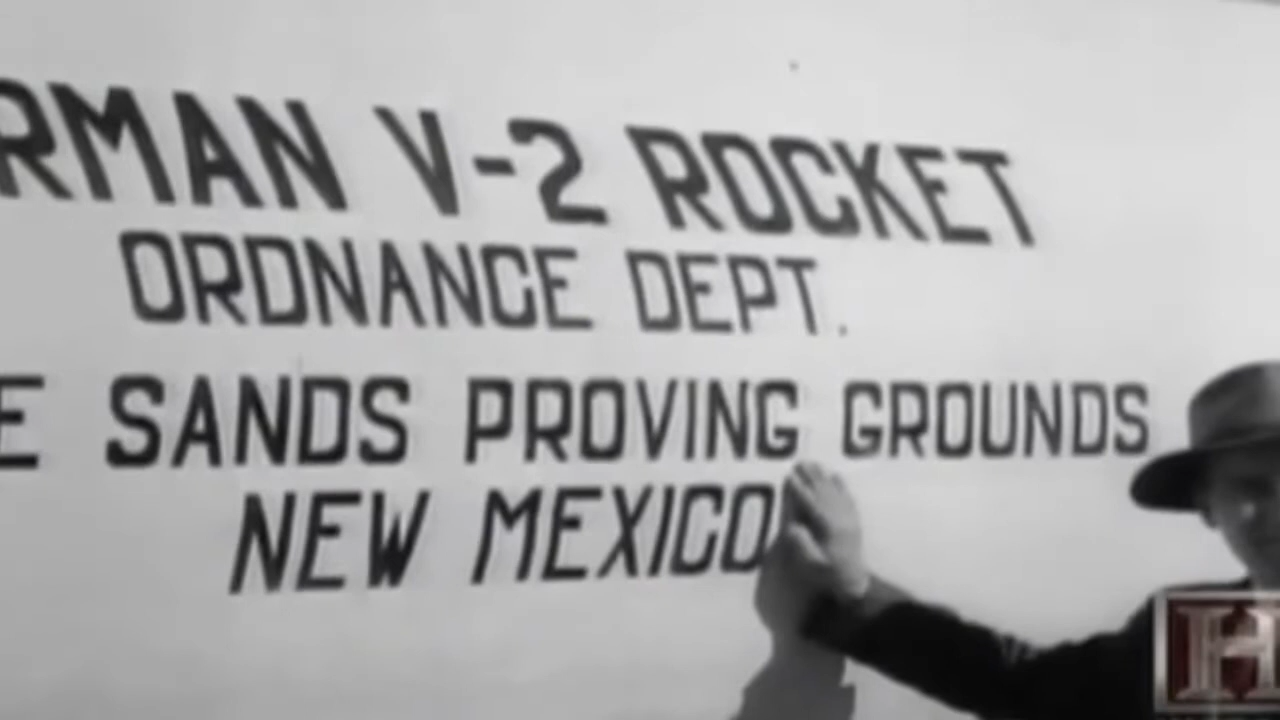 RMAN V-2 ROCKET
ORDNANCE DEPT.
E SANDS PROVING GROUNDS
NEW MEXICO
H